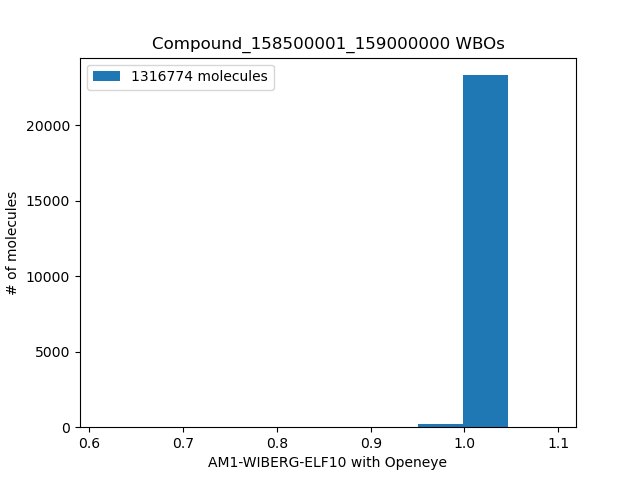 Compound_158500001_159000000 WBOs
1316774 molecules
# of molecules
20000
15000
10000
5000
0
0.6 0.7 0.8 0.9 1.0 1.1
AM1-WIBERG-ELF10 with Openeye